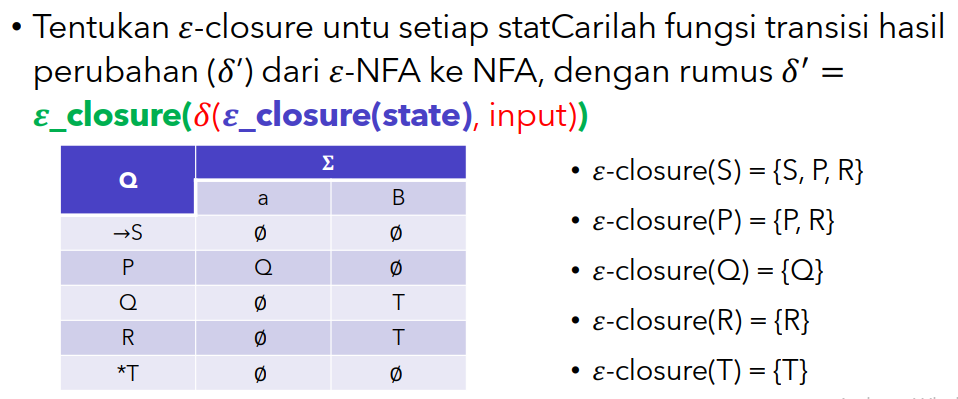 • Tentukan ε-closure untu setiap statCarilah fungsi transisi hasil
perubahan (δ’) dari ε-NFA ke NFA, dengan rumus δ′ =
ε_closure(δ(ε_closure(state), input))
Q Σ
a B
→S ∅ ∅
P Q ∅
Q ∅ T
R ∅ T
*T ∅ ∅
• ε-closure(S) = {S, P, R}
• ε-closure(P) = {P, R}
• ε-closure(Q) = {Q}
• ε-closure(R) = {R}
• ε-closure(T) = {T}